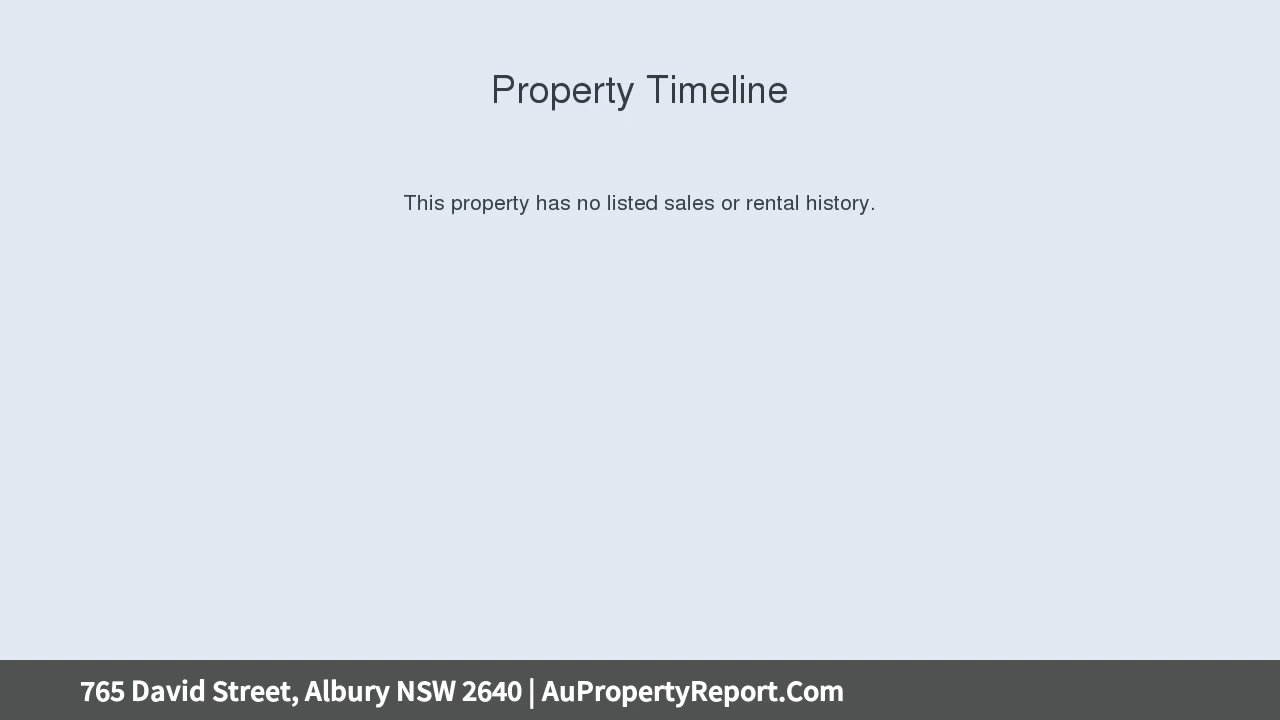 Property Timeline
This property has no listed sales or rental history.
765 David Street, Albury NSW 2640 | AuPropertyReport.Com